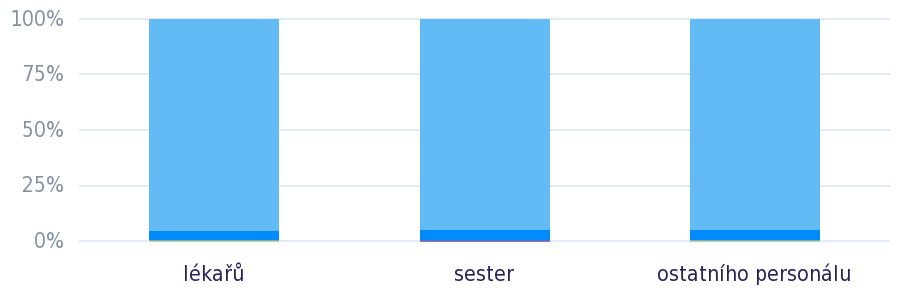 100%
75%
50%
25%
0%
lékařů
sester
ostatního personálu